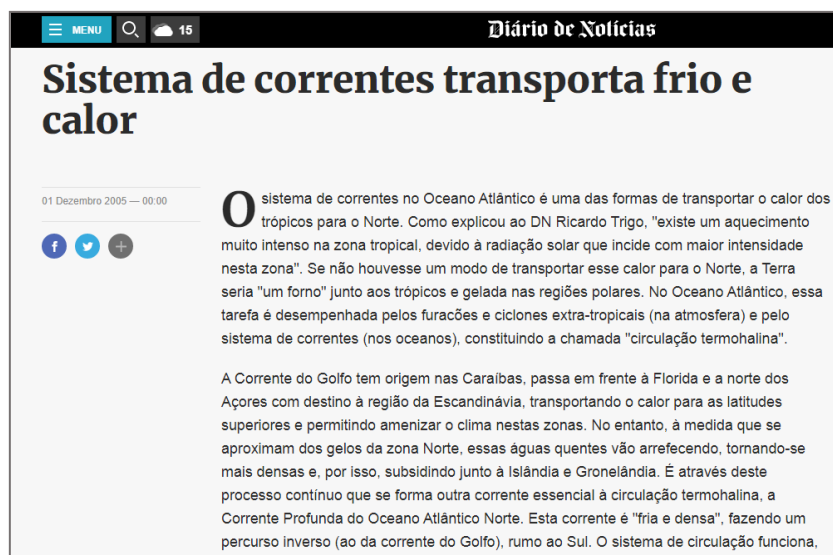 MENU 15 Diário de Notícias
Sistema de correntes transporta frio e
calor
01 Dezembro 2005 — 00:00
O sistema de correntes no Oceano Atlântico é uma das formas de transportar o calor dos
trópicos para o Norte. Como explicou ao DN Ricardo Trigo, "existe um aquecimento
muito intenso na zona tropical, devido à radiação solar que incide com maior intensidade
nesta zona". Se não houvesse um modo de transportar esse calor para o Norte, a Terra
seria "um forno" junto aos trópicos e gelada nas regiões polares. No Oceano Atlântico, essa
tarefa é desempenhada pelos furacões e ciclones extra-tropicais (na atmosfera) e pelo
sistema de correntes (nos oceanos), constituindo a chamada "circulação termohalina".
A Corrente do Golfo tem origem nas Caraíbas, passa em frente à Florida e a norte dos
Açores com destino à região da Escandinávia, transportando o calor para as latitudes
superiores e permitindo amenizar o clima nestas zonas. No entanto, à medida que se
aproximam dos gelos da zona Norte, essas águas quentes vão arrefecendo, tornando-se
mais densas e, por isso, subsidindo junto à Islândia e Gronelândia. É através deste
processo contínuo que se forma outra corrente essencial à circulação termohalina, a
Corrente Profunda do Oceano Atlântico Norte. Esta corrente é "fria e densa", fazendo um
percurso inverso (ao da corrente do Golfo), rumo ao Sul. O sistema de circulação funciona,